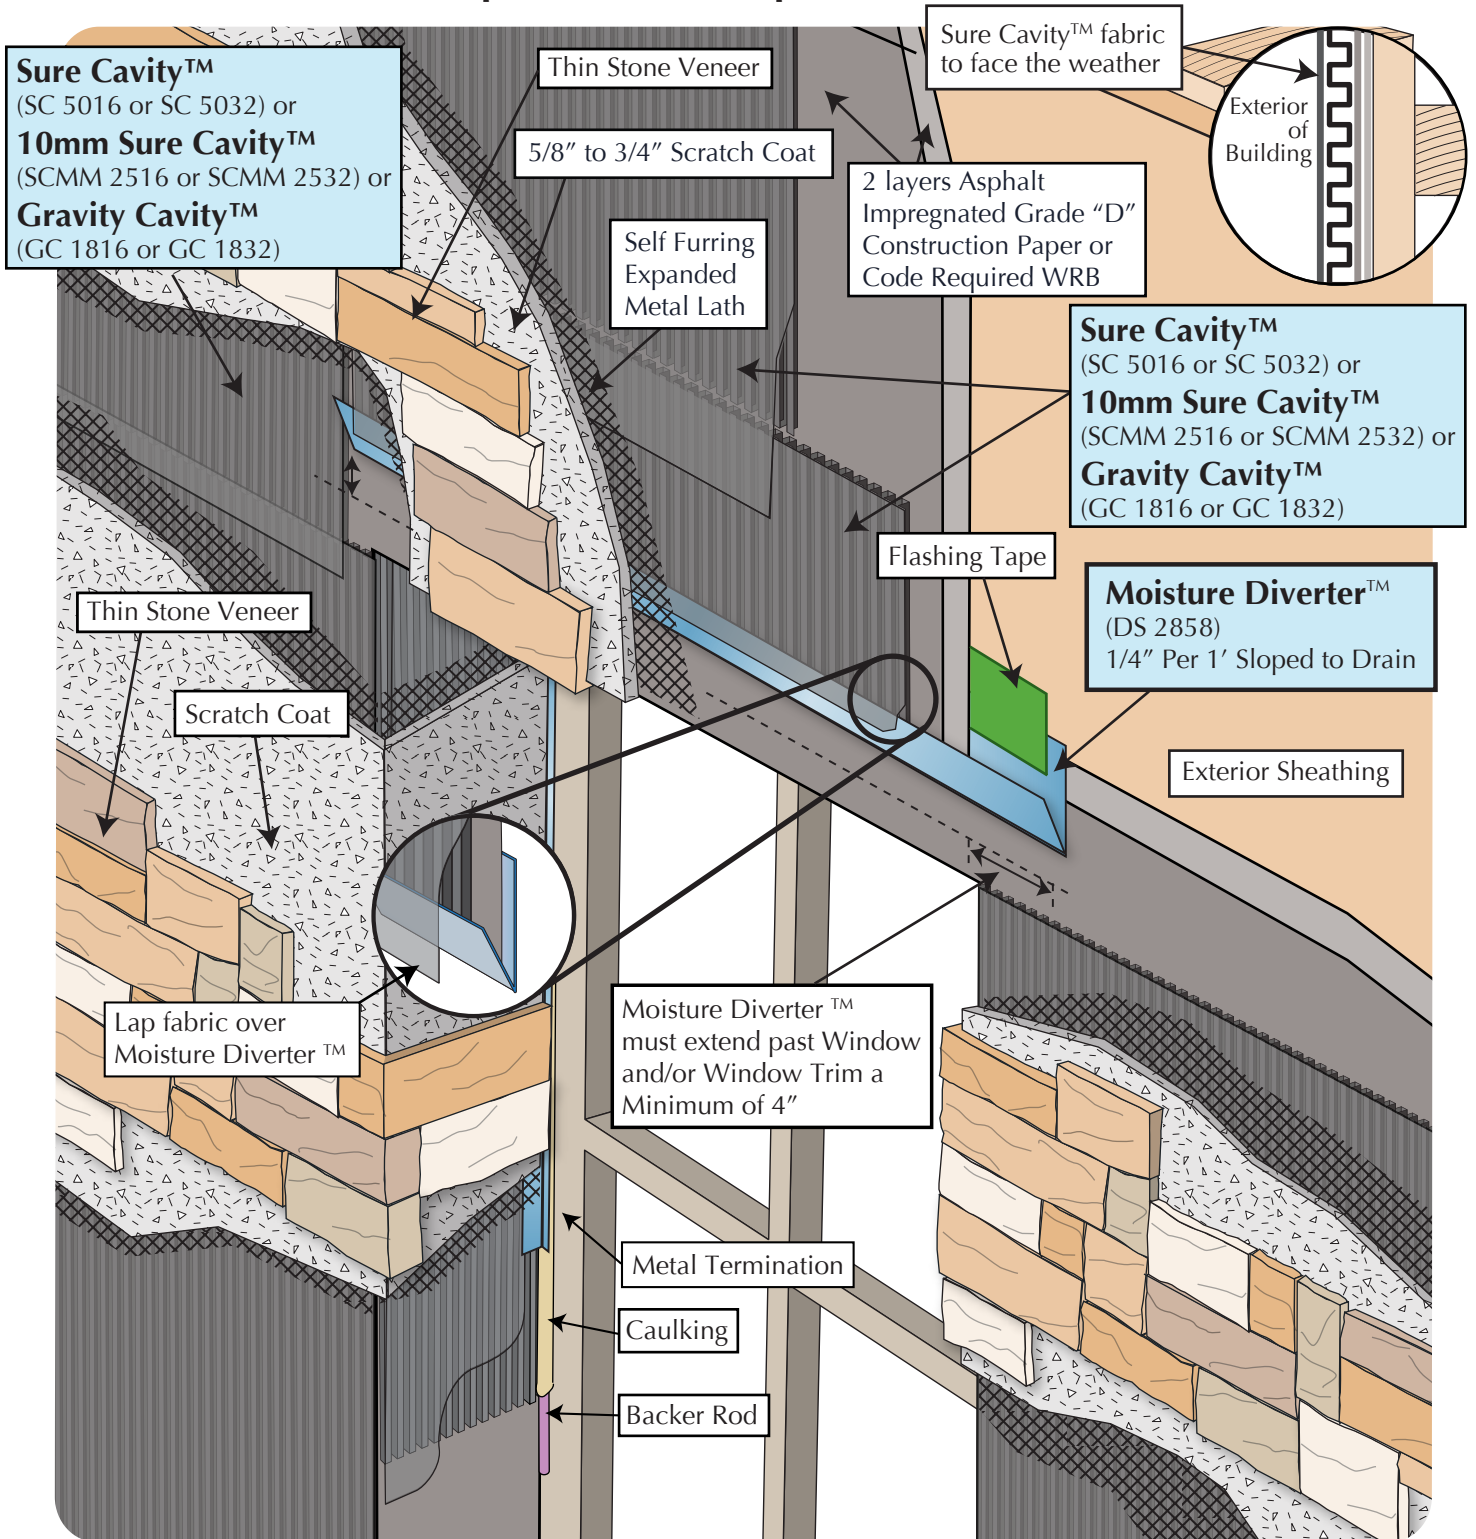 Sure Cavity™
(SC 5016 or SC 5032) or
10mm Sure Cavity™
(SCMM 2516 or SCMM 2532) or
Gravity Cavity™
(GC 1816 or GC 1832)
Thin Stone Veneer
5/8” to 3/4” Scratch Coat
Self Furring
Expanded
Metal Lath
Sure Cavity™ fabric
to face the weather
Exterior
of
Building
2 layers Asphalt
Impregnated Grade “D”
Construction Paper or
Code Required WRB
Sure Cavity™
(SC 5016 or SC 5032) or
10mm Sure Cavity™
(SCMM 2516 or SCMM 2532) or
Gravity Cavity™
(GC 1816 or GC 1832)
Flashing Tape
Moisture Diverter™
(DS 2858)
1/4” Per 1’ Sloped to Drain
Thin Stone Veneer
Scratch Coat
Exterior Sheathing
Lap fabric over
Moisture Diverter ™
Moisture Diverter ™
must extend past Window
and/or Window Trim a
Minimum of 4”
Metal Termination
Caulking
Backer Rod